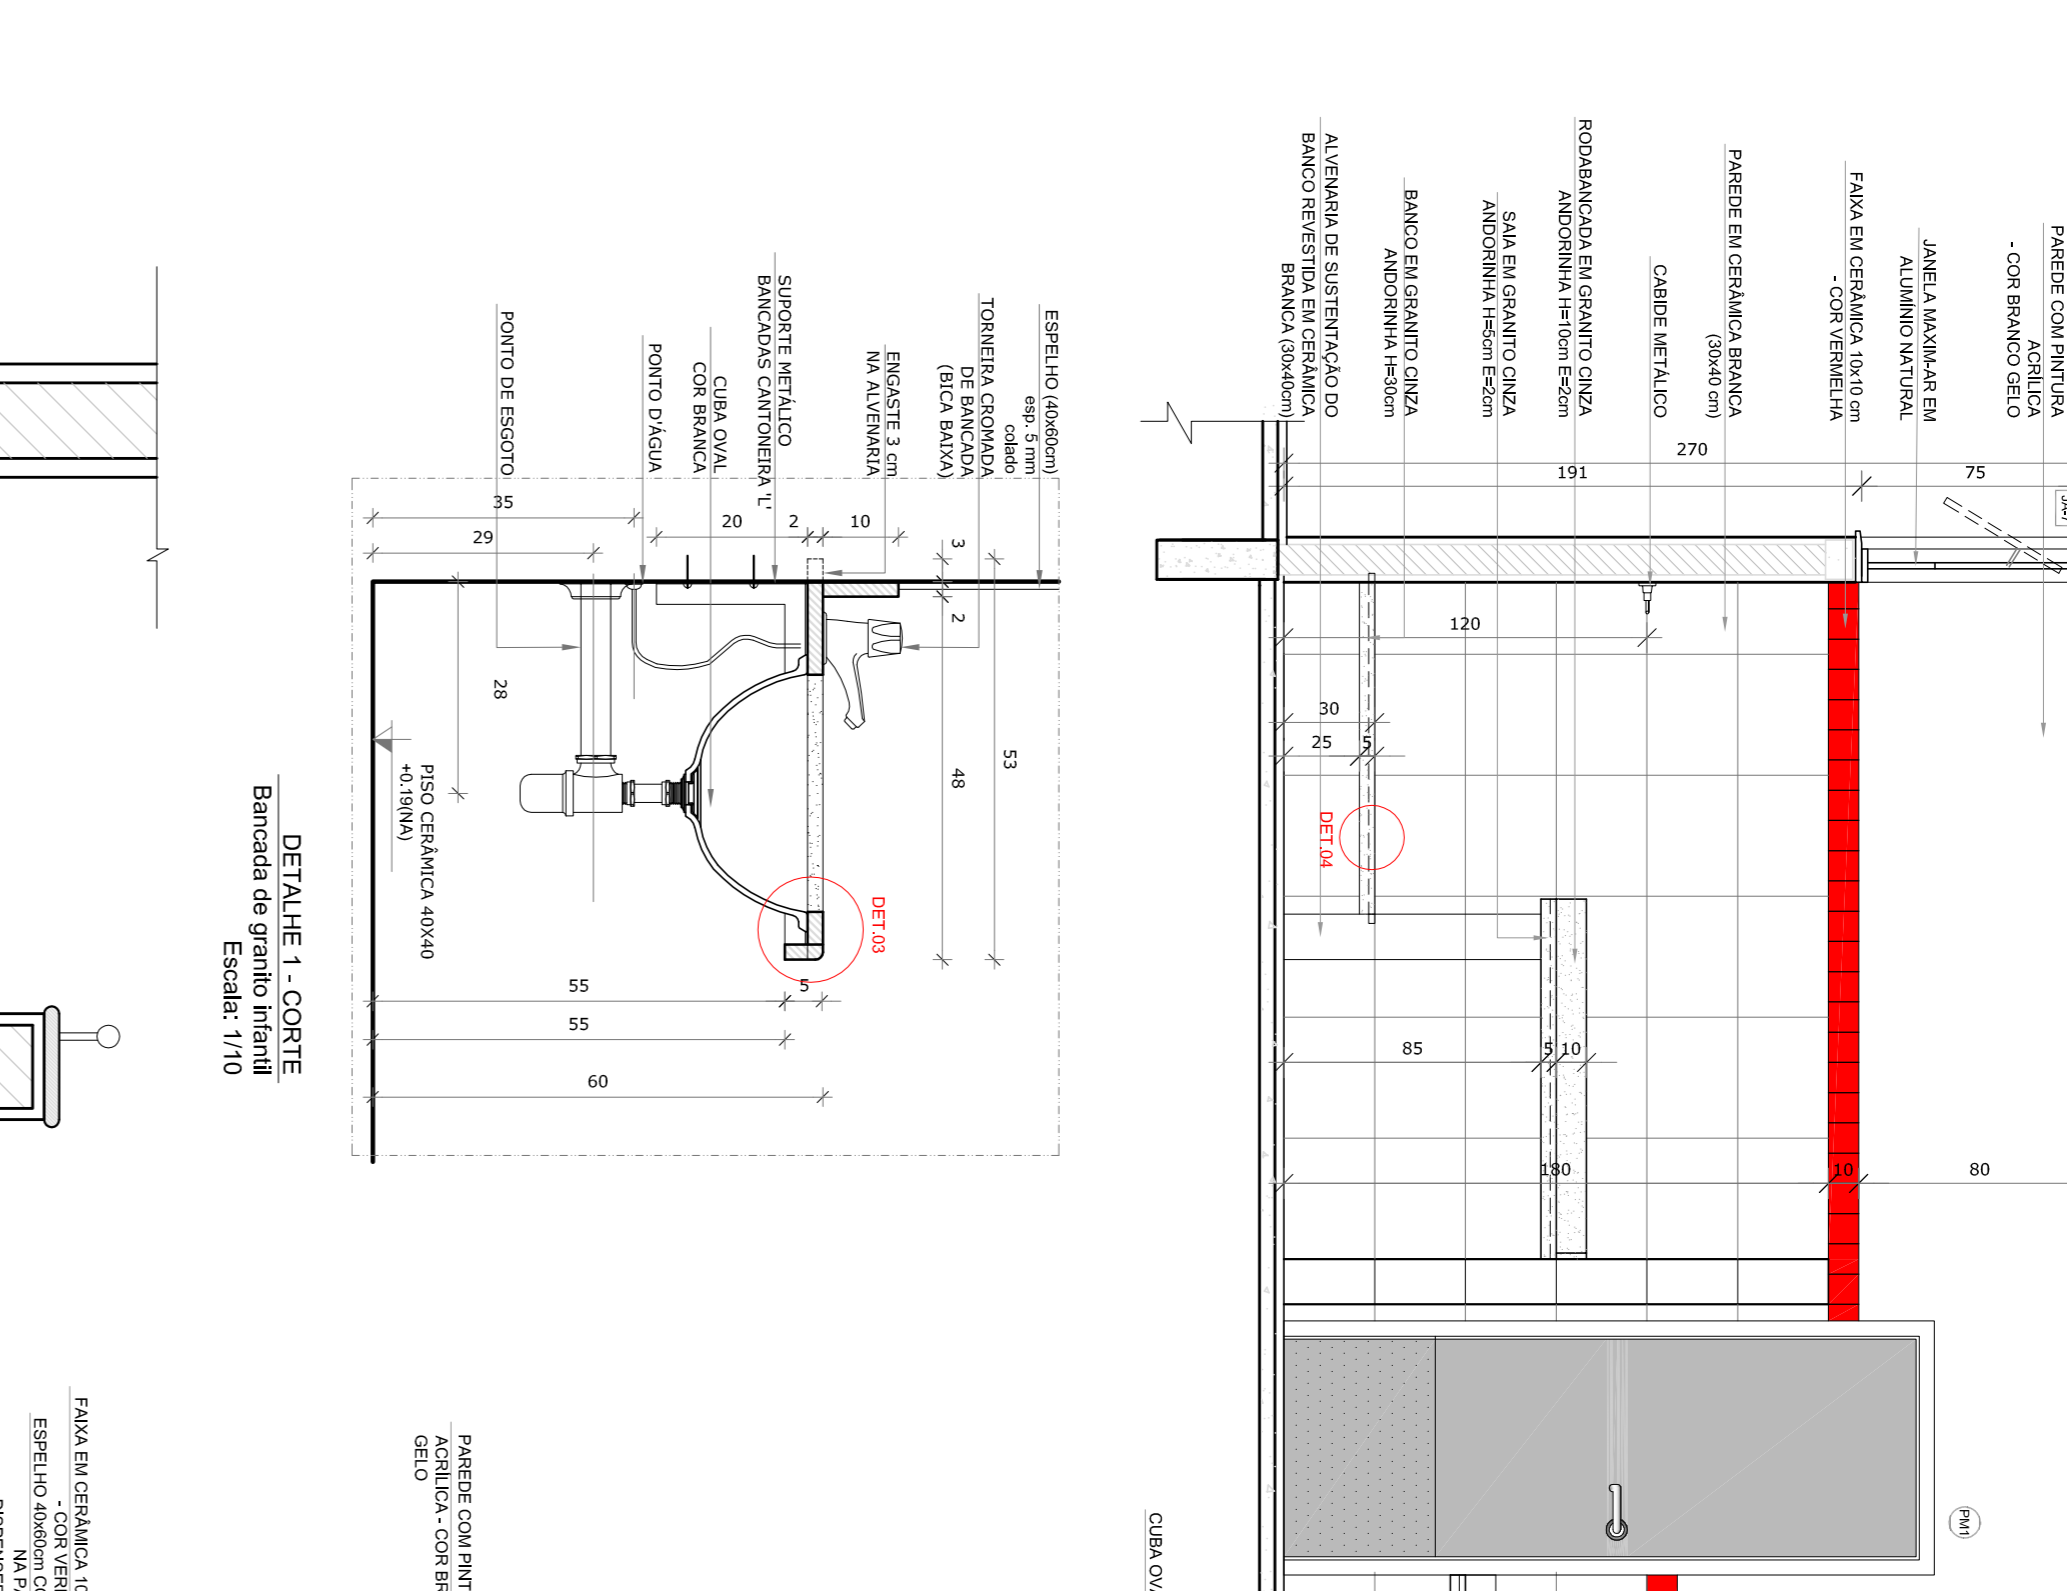 PAREDE COM PINTURA
ACRÍLICA
- COR BRANCO GELO
JANELA MAXIM-AR EM
ALUMÍNIO NATURAL
FAIXA EM CERÂMICA 10x10 cm
- COR VERMELHA
PAREDE EM CERÂMICA BRANCA
(30x40 cm)
CABIDE METÁLICO
RODABANCADA EM GRANITO CINZA
ANDORINHA H=10cm E=2cm
SAIA EM GRANITO CINZA
ANDORINHA H=5cm E=2cm
BANCO EM GRANITO CINZA
ANDORINHA H=30cm
ALVENARIA DE SUSTENTAÇÃO DO
BANCO REVESTIDA EM CERÂMICA
BRANCA (30x40cm)
270
191
75
120
30
25
5
DET.04
85
5
10
180
10
80
PM1
ESPELHO (40x60cm)
esp. 5 mm
colado
TORNEIRA CROMADA
DE BANCADA
(BICA BAIXA)
ENGASTE 3 cm
NA ALVENARIA
SUPORTE METÁLICO
BANCADAS CANTONEIRA 'L'
CUBA OVAL
COR BRANCA
PONTO D'ÁGUA
PONTO DE ESGOTO
35
29
20
2
10
3
2
53
48
28
PISO CERÂMICA 40X40
+0.19(NA)
DET.03
55
5
55
60
DETALHE 1 - CORTE
Bancada de granito infantil
Escala: 1/10
PAREDE COM PINT
ACRÍLICA - COR BR
GELO
FAIXA EM CERÂMICA 10
- COR VER
ESPELHO 40x60cm CO
NA PA
CUBA OVA